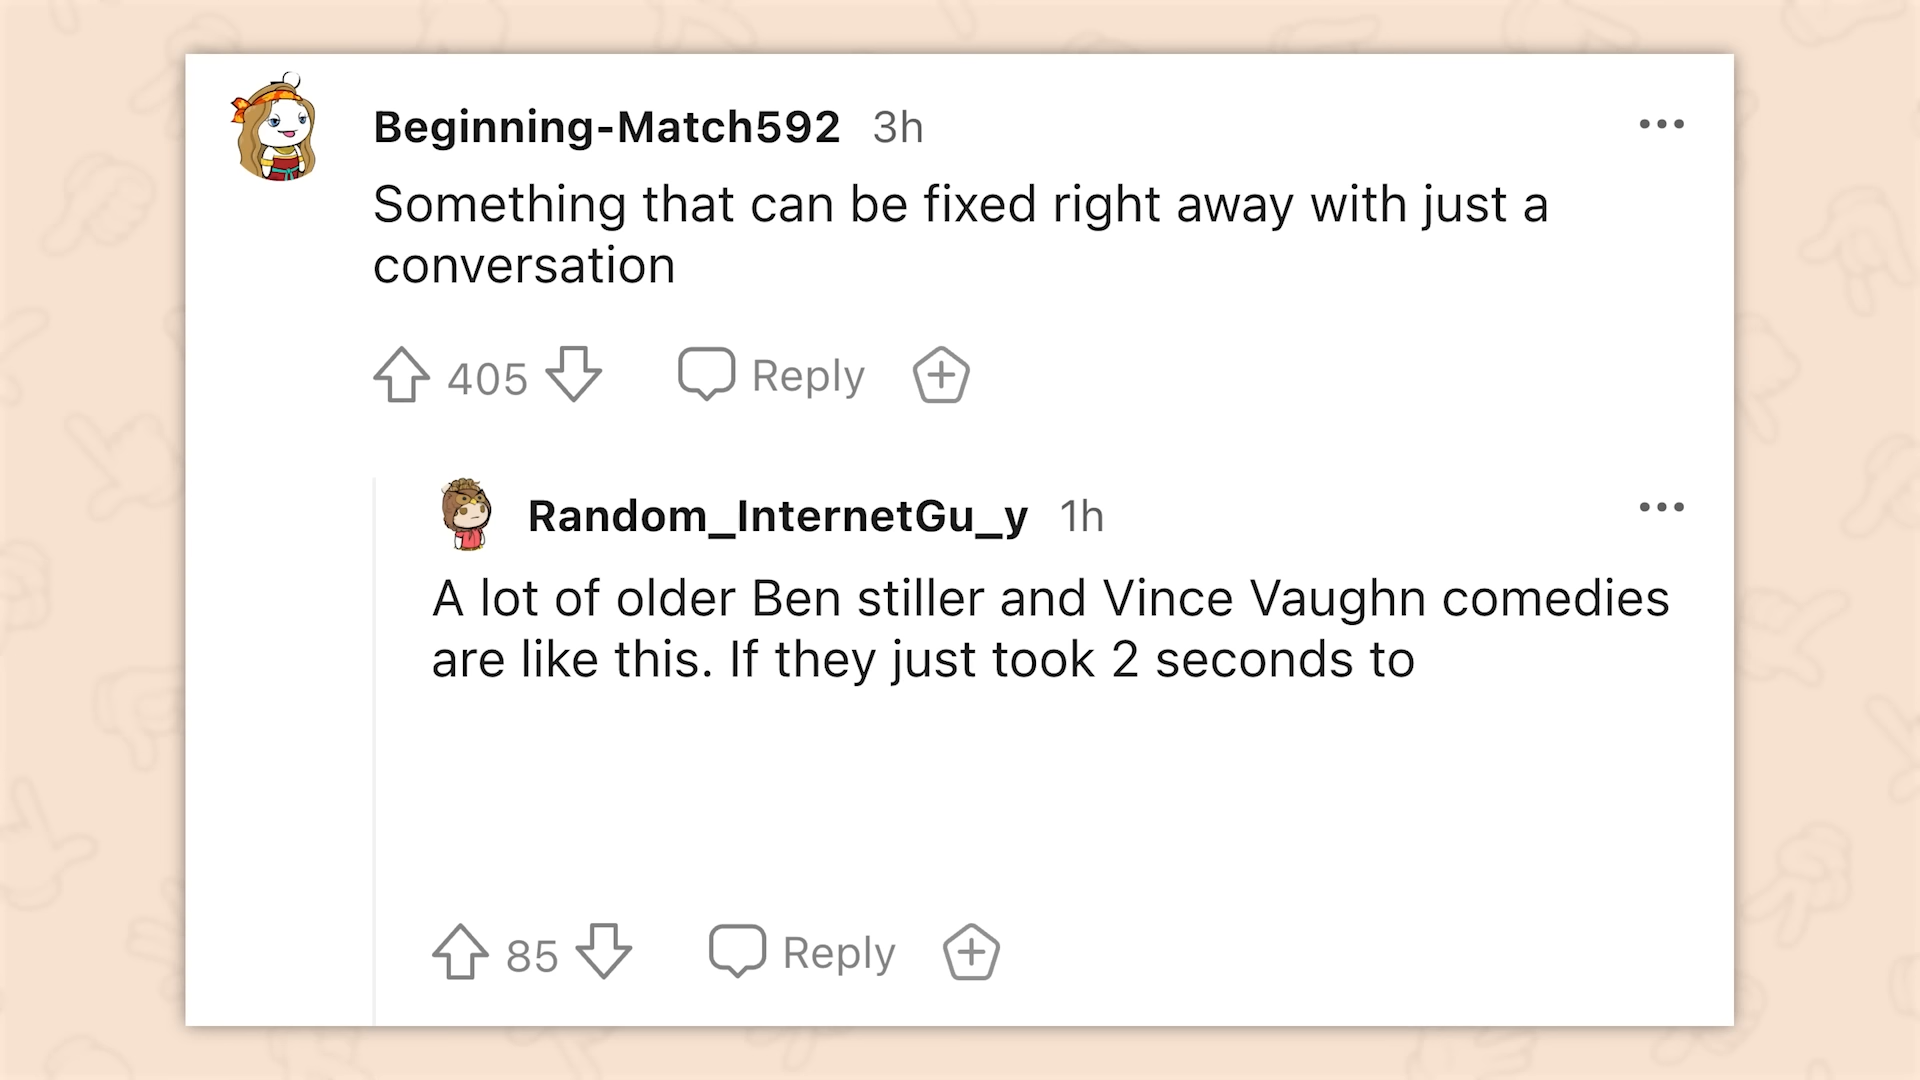 Beginning-Match592 3h
Something that can be fixed right away with just a
conversation
405 Reply
Random_InternetGu_y 1h
A lot of older Ben stiller and Vince Vaughn comedies
are like this. If they just took 2 seconds to
85 Reply